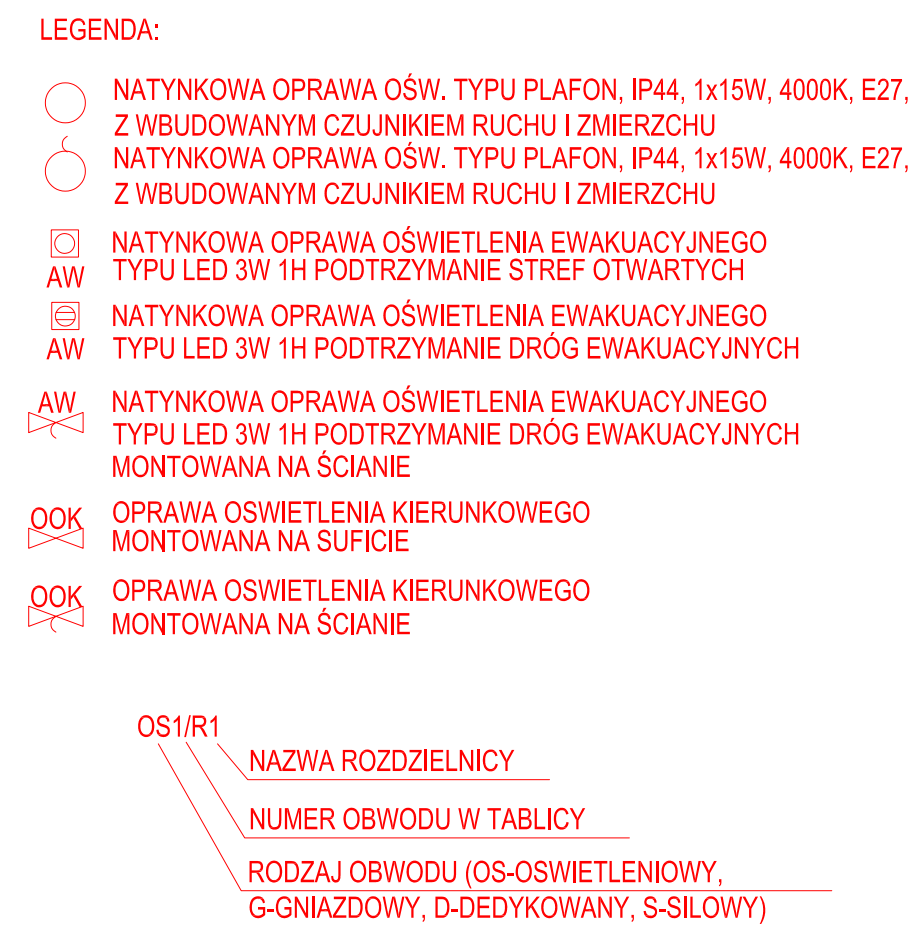 LEGENDA:
NATYNKOWA OPRAWA OŚW. TYPU PLAFON, IP44, 1x15W, 4000K, E27,
Z WBUDOWANYM CZUJNIKIEM RUCHU I ZMIERZCHU
NATYNKOWA OPRAWA OŚW. TYPU PLAFON, IP44, 1x15W, 4000K, E27,
Z WBUDOWANYM CZUJNIKIEM RUCHU I ZMIERZCHU
NATYNKOWA OPRAWA OŚWIETLENIA EWAKUACYJNEGO
AW TYPU LED 3W 1H PODTRZYMANIE STREF OTWARTYCH
NATYNKOWA OPRAWA OŚWIETLENIA EWAKUACYJNEGO
AW TYPU LED 3W 1H PODTRZYMANIE DRÓG EWAKUACYJNYCH
AW NATYNKOWA OPRAWA OŚWIETLENIA EWAKUACYJNEGO
TYPU LED 3W 1H PODTRZYMANIE DRÓG EWAKUACYJNYCH
MONTOWANA NA ŚCIANIE
OOK OPRAWA OSWIETLENIA KIERUNKOWEGO
MONTOWANA NA SUFICIE
OOK OPRAWA OSWIETLENIA KIERUNKOWEGO
MONTOWANA NA ŚCIANIE
OS1/R1
NAZWA ROZDZIELNICY
NUMER OBWODU W TABLICY
RODZAJ OBWODU (OS-OSWIETLENIOWY,
G-GNIAZDOWY, D-DEDYKOWANY, S-SILOWY)